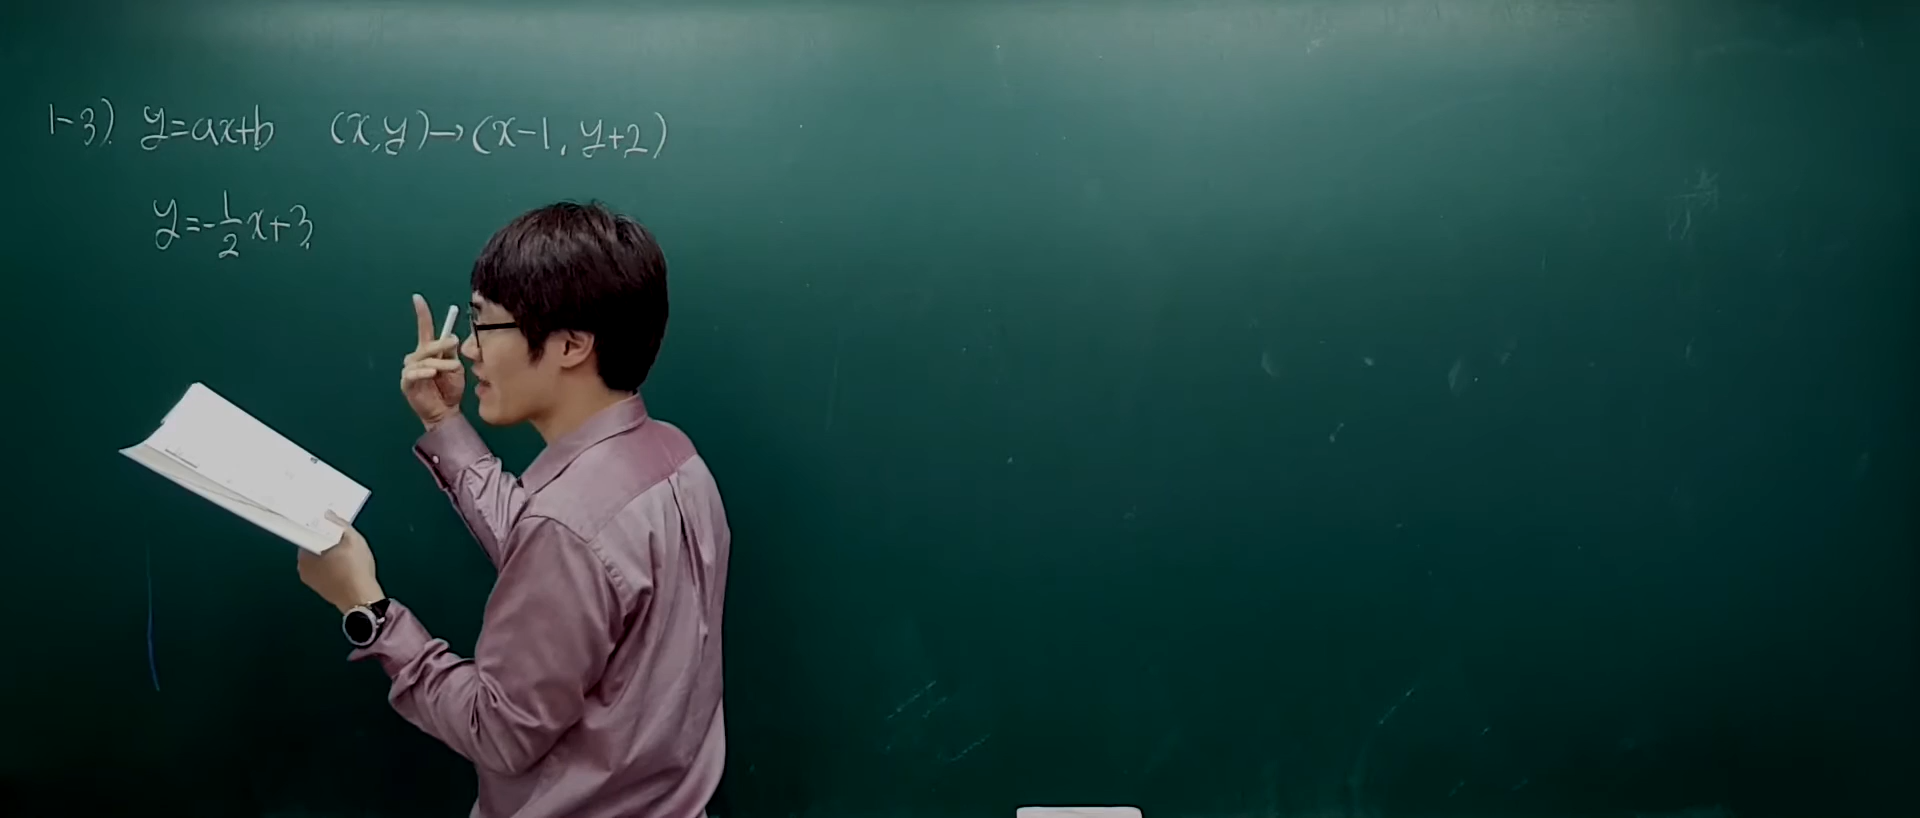 1-3) y=ax+b (x,y)→(x-1, y+2)
y=-1/2x+3